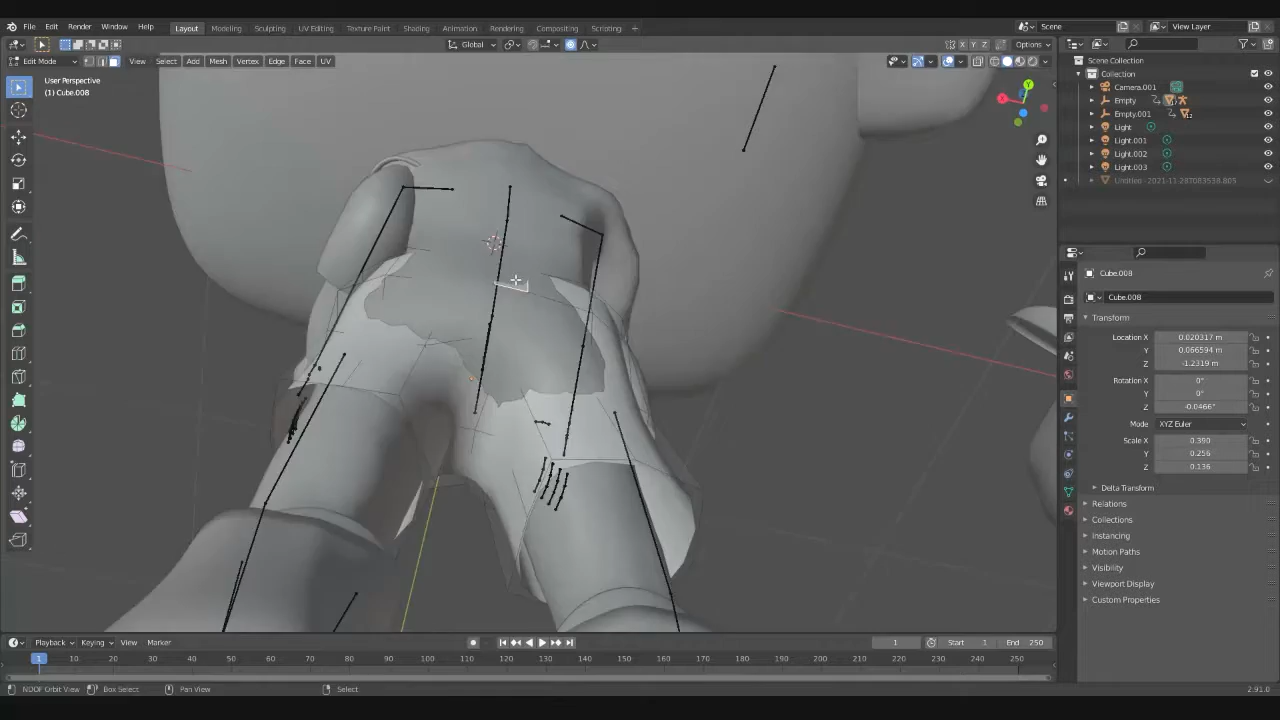 File Edit Render Window Help Layout Modeling Sculpting UV Editing Texture Paint Shading Animation Rendering Compositing Scripting + Scene View Layer
Global Options
Edit Mode View Select Add Mesh Vertex Edge Face UV
User Perspective
(1) Cube.008
X Y Z
Scene Collection
Collection
Camera.001
Empty
Empty.001
Light
Light.001
Light.002
Light.003
Cube.008
Cube.008
Transform
Location X 0.020317 m
Y 0.066594 m
Z -1.2319 m
Rotation X 0°
Y 0°
Z -0.0466°
Mode XYZ Euler
Scale X 0.390
Y 0.256
Z 0.136
Delta Transform
Relations
Collections
Instancing
Motion Paths
Visibility
Viewport Display
Custom Properties
Playback Keying View Marker 1 Start 1 End 250
1 10 20 30 40 50 60 70 80 90 100 110 120 130 140 150 160 170 180 190 200 210 220 230 240 250
NDOF Orbit View Box Select Pan View Select 2.91.0